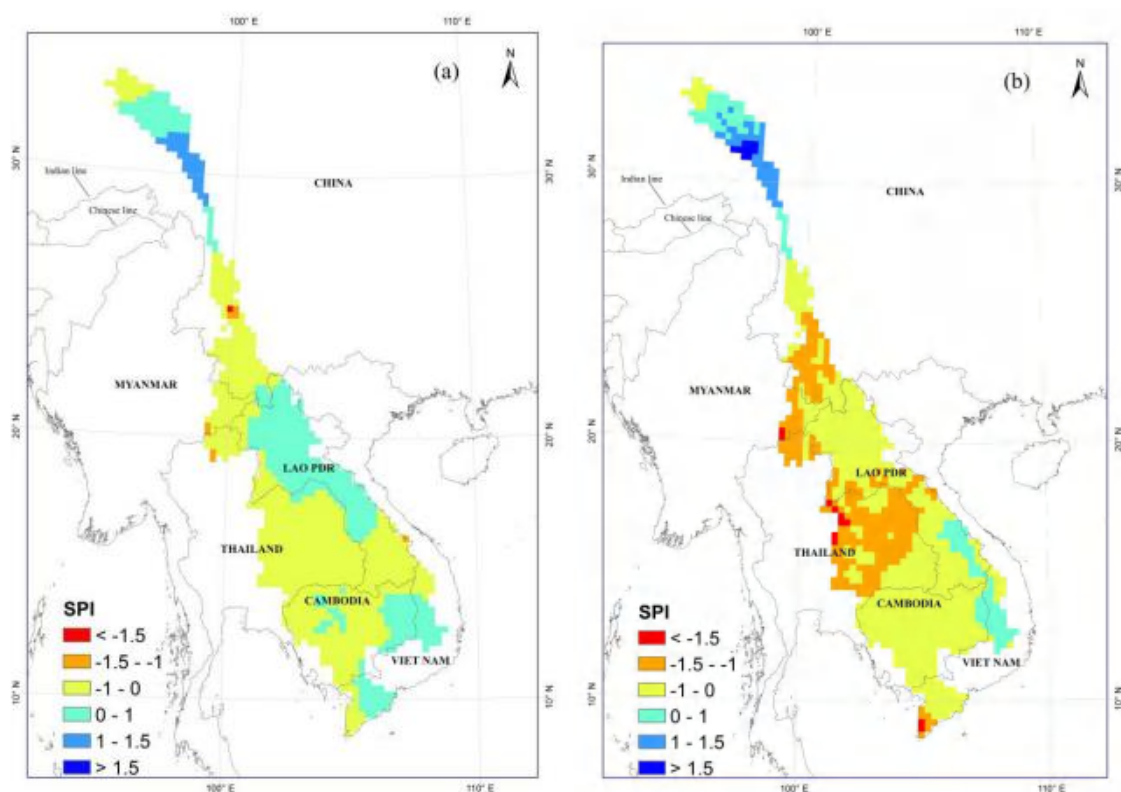 100° E
110° E
(a)
N
30° N
Indian line
Chinese line
CHINA
MYANMAR
20° N
LAO PDR
THAILAND
CAMBODIA
VIET NAM
10° N
SPI
< -1.5
-1.5 - -1
-1 - 0
0 - 1
1 - 1.5
> 1.5
100° E
110° E
100° E
110° E
(b)
N
30° N
30° N
Indian line
Chinese line
CHINA
MYANMAR
20° N
20° N
LAO PDR
THAILAND
CAMBODIA
VIET NAM
10° N
10° N
SPI
< -1.5
-1.5 - -1
-1 - 0
0 - 1
1 - 1.5
> 1.5
100° E
110° E